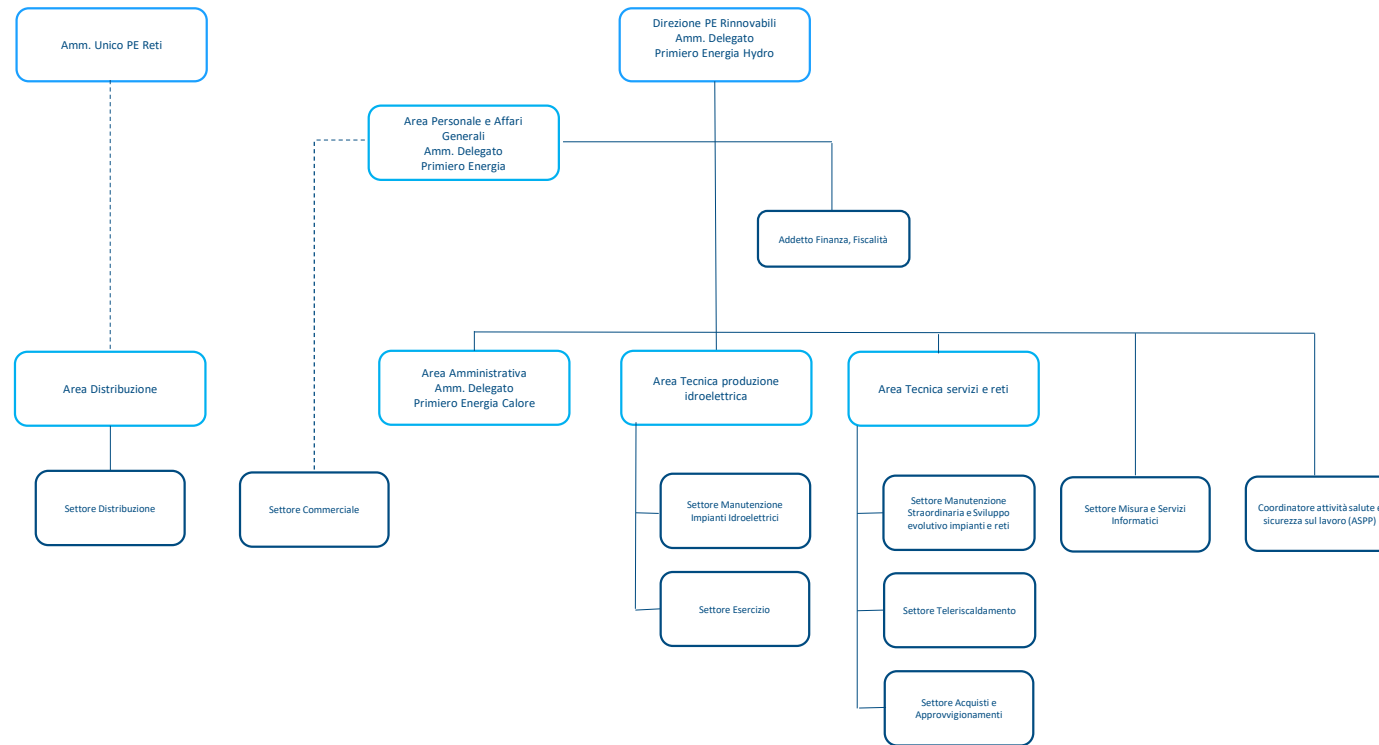 Amm. Unico PE Reti
Direzione PE Rinnovabili
Amm. Delegato
Primiero Energia Hydro
Area Personale e Affari
Generali
Amm. Delegato
Primiero Energia
Addetto Finanza, Fiscalità
Area Distribuzione
Area Amministrativa
Amm. Delegato
Primiero Energia Calore
Area Tecnica produzione
idroelettrica
Area Tecnica servizi e reti
Settore Distribuzione
Settore Commerciale
Settore Manutenzione
Impianti Idroelettrici
Settore Manutenzione
Straordinaria e Sviluppo
evolutivo impianti e reti
Settore Misura e Servizi
Informatici
Coordinatore attività salute e
sicurezza sul lavoro (ASPP)
Settore Esercizio
Settore Teleriscaldamento
Settore Acquisti e
Approvvigionamenti